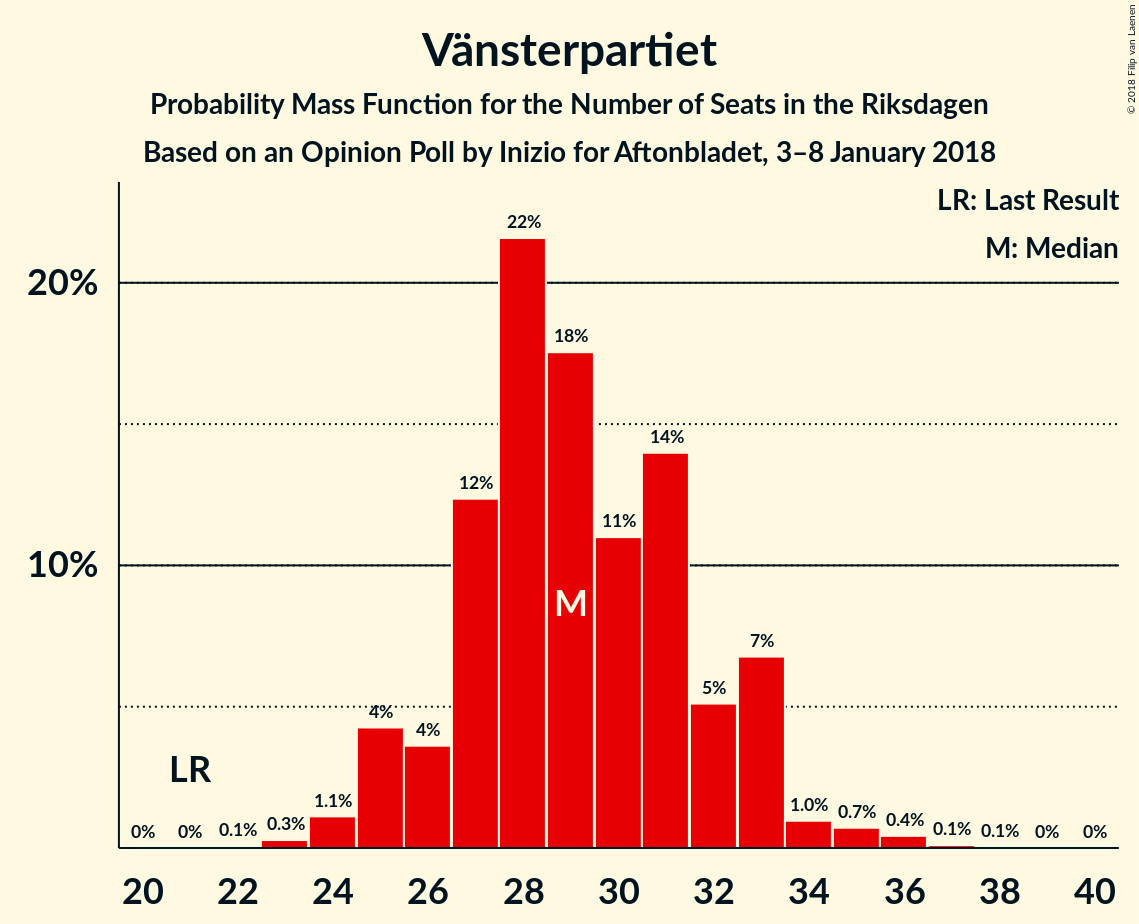 Vänsterpartiet
Probability Mass Function for the Number of Seats in the Riksdagen
Based on an Opinion Poll by Inizio for Aftonbladet, 3–8 January 2018
© 2018 Filip van Laenen
LR: Last Result
M: Median
20%
10%
0% 0% 0.1% 0.3% 1.1% 4% 4% 12% 22% 18% 11% 14% 5% 7% 1.0% 0.7% 0.4% 0.1% 0.1% 0% 0%
LR
M
20 22 24 26 28 30 32 34 36 38 40